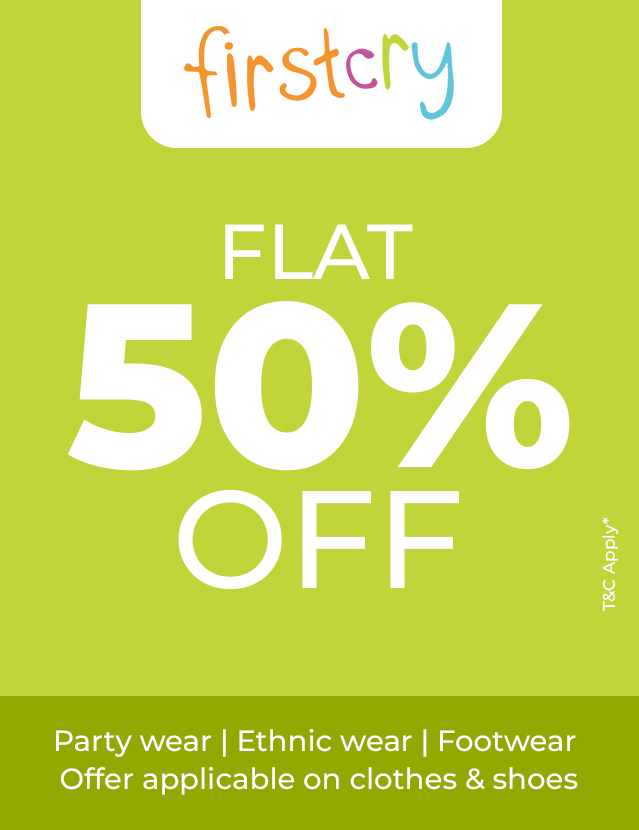 firstcry
FLAT
50%
OFF
T&C Apply*
Party wear | Ethnic wear | Footwear
Offer applicable on clothes & shoes